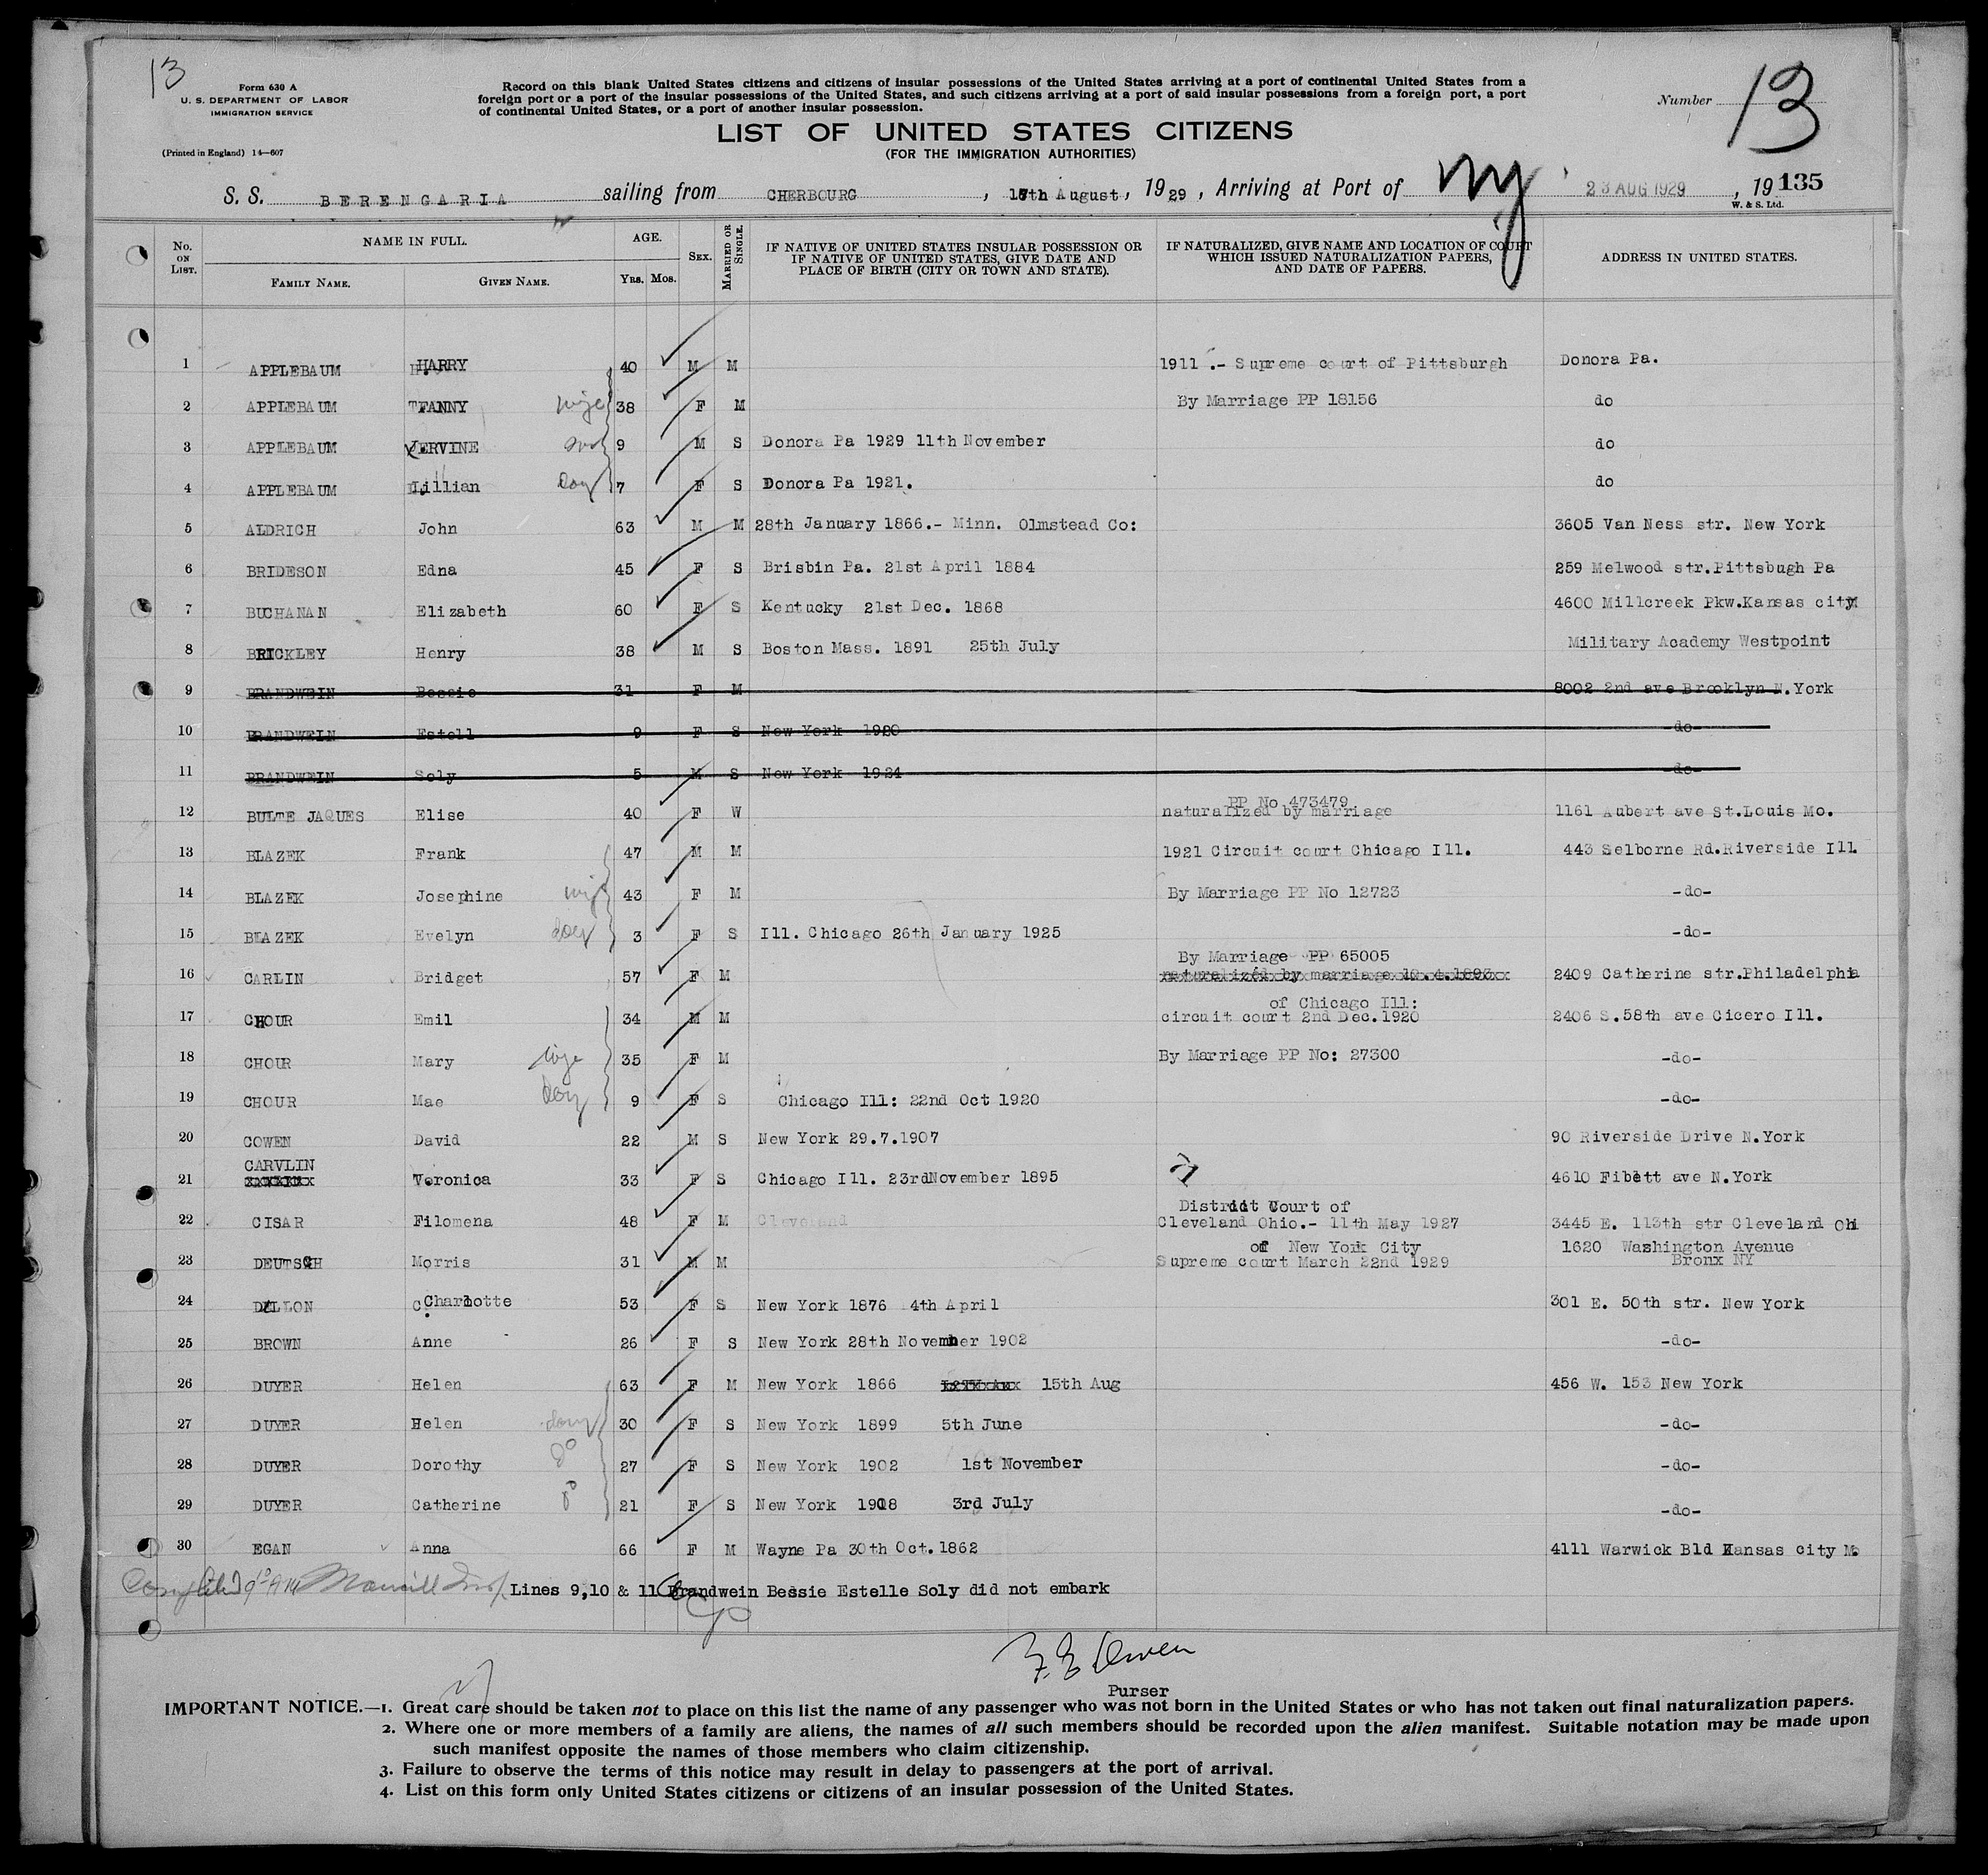 13
Form 630 A
U. S. DEPARTMENT OF LABOR
IMMIGRATION SERVICE
(Printed in England) 14—607
Record on this blank United States citizens and citizens of insular possessions of the United States arriving at a port of continental United States from a
foreign port or a port of the insular possessions of the United States, and such citizens arriving at a port of said insular possessions from a foreign port, a port
of continental United States, or a port of another insular possession.
Number 13
LIST OF UNITED STATES CITIZENS
(FOR THE IMMIGRATION AUTHORITIES)
S. S. BERENGARIA sailing from CHERBOURG, 17th August, 1929, Arriving at Port of NY 23 AUG 1929, 19 135
W. & S. Ltd.
No. ON LIST. NAME IN FULL. FAMILY NAME. GIVEN NAME. AGE. YRS. MOS. SEX. MARRIED OR SINGLE. IF NATIVE OF UNITED STATES INSULAR POSSESSION OR IF NATIVE OF UNITED STATES, GIVE DATE AND PLACE OF BIRTH (CITY OR TOWN AND STATE). IF NATURALIZED, GIVE NAME AND LOCATION OF COURT WHICH ISSUED NATURALIZATION PAPERS, AND DATE OF PAPERS. ADDRESS IN UNITED STATES.
1 APPLEBAUM HARRY 40 M M 1911 .- Supreme court of Pittsburgh Donora Pa.
2 APPLEBAUM FANNY wife 38 F M By Marriage PP 18156 do
3 APPLEBAUM IERVINE son 9 M S Donora Pa 1929 11th November do
4 APPLEBAUM Lillian dau 7 F S Donora Pa 1921. do
5 ALDRICH John 63 M M 28th January 1866.- Minn. Olmstead Co: 3605 Van Ness str. New York
6 BRIDESON Edna 45 F S Brisbin Pa. 21st April 1884 259 Melwood str.Pittsbugh Pa
7 BUCHANAN Elizabeth 60 F S Kentucky 21st Dec. 1868 4600 Millcreek Pkw.Kansas city M
8 BRICKLEY Henry 38 M S Boston Mass. 1891 25th July Military Academy Westpoint
9 BRANDWEIN Bessie 31 F M 8002 2nd ave Brooklyn N.York
10 BRANDWEIN Estell 9 F S New York 1920 -do-
11 BRANDWEIN Soly 5 M S New York 1924 -do-
PP No 473479
12 BULTE JAQUES Elise 40 F W naturalized by marriage 1161 Aubert ave St.Louis Mo.
13 BLAZEK Frank 47 M M 1921 Circuit court Chicago Ill. 443 Selborne Rd.Riverside Ill
14 BLAZEK Josephine wife 43 F M By Marriage PP No 12723 -do-
15 BLAZEK Evelyn dau 3 F S Ill. Chicago 26th January 1925 -do-
By Marriage PP 65005
16 CARLIN Bridget 57 F M naturalized by marriage 2409 Catherine str.Philadelphia
of Chicago Ill:
17 CHOUR Emil 34 M M circuit court 2nd Dec.1920 2406 S.58th ave Cicero Ill.
18 CHOUR Mary wife 35 F M By Marriage PP No: 27300 -do-
19 CHOUR Mae dau 9 F S Chicago Ill: 22nd Oct 1920 -do-
20 COWEN David 22 M S New York 29.7.1907 90 Riverside Drive N.York
CARVLIN
21 Veronica 33 F S Chicago Ill. 23rdNovember 1895 4610 Fibett ave N.York
District Court of
22 CISAR Filomena 48 F M Cleveland Cleveland Ohio.- 11th May 1927 3445 E. 113th str Cleveland Ohi
of New York City 1620 Washington Avenue
23 DEUTSCH Morris 31 M M Supreme court March 22nd 1929 Bronx NY
24 DILLON Charlotte 53 F S New York 1876 4th April 301 E. 50th str. New York
25 BROWN Anne 26 F S New York 28th November 1902 -do-
26 DUYER Helen 63 F M New York 1866 15th Aug 456 W. 153 New York
27 DUYER Helen dau 30 F S New York 1899 5th June -do-
28 DUYER Dorothy do 27 F S New York 1902 1st November -do-
29 DUYER Catherine do 21 F S New York 1908 3rd July -do-
30 EGAN Anna 66 F M Wayne Pa 30th Oct.1862 4111 Warwick Bld Kansas city M.
Lines 9,10 & 11 Brandwein Bessie Estelle Soly did not embark
Purser
IMPORTANT NOTICE.—1. Great care should be taken not to place on this list the name of any passenger who was not born in the United States or who has not taken out final naturalization papers.
2. Where one or more members of a family are aliens, the names of all such members should be recorded upon the alien manifest. Suitable notation may be made upon
such manifest opposite the names of those members who claim citizenship.
3. Failure to observe the terms of this notice may result in delay to passengers at the port of arrival.
4. List on this form only United States citizens or citizens of an insular possession of the United States.